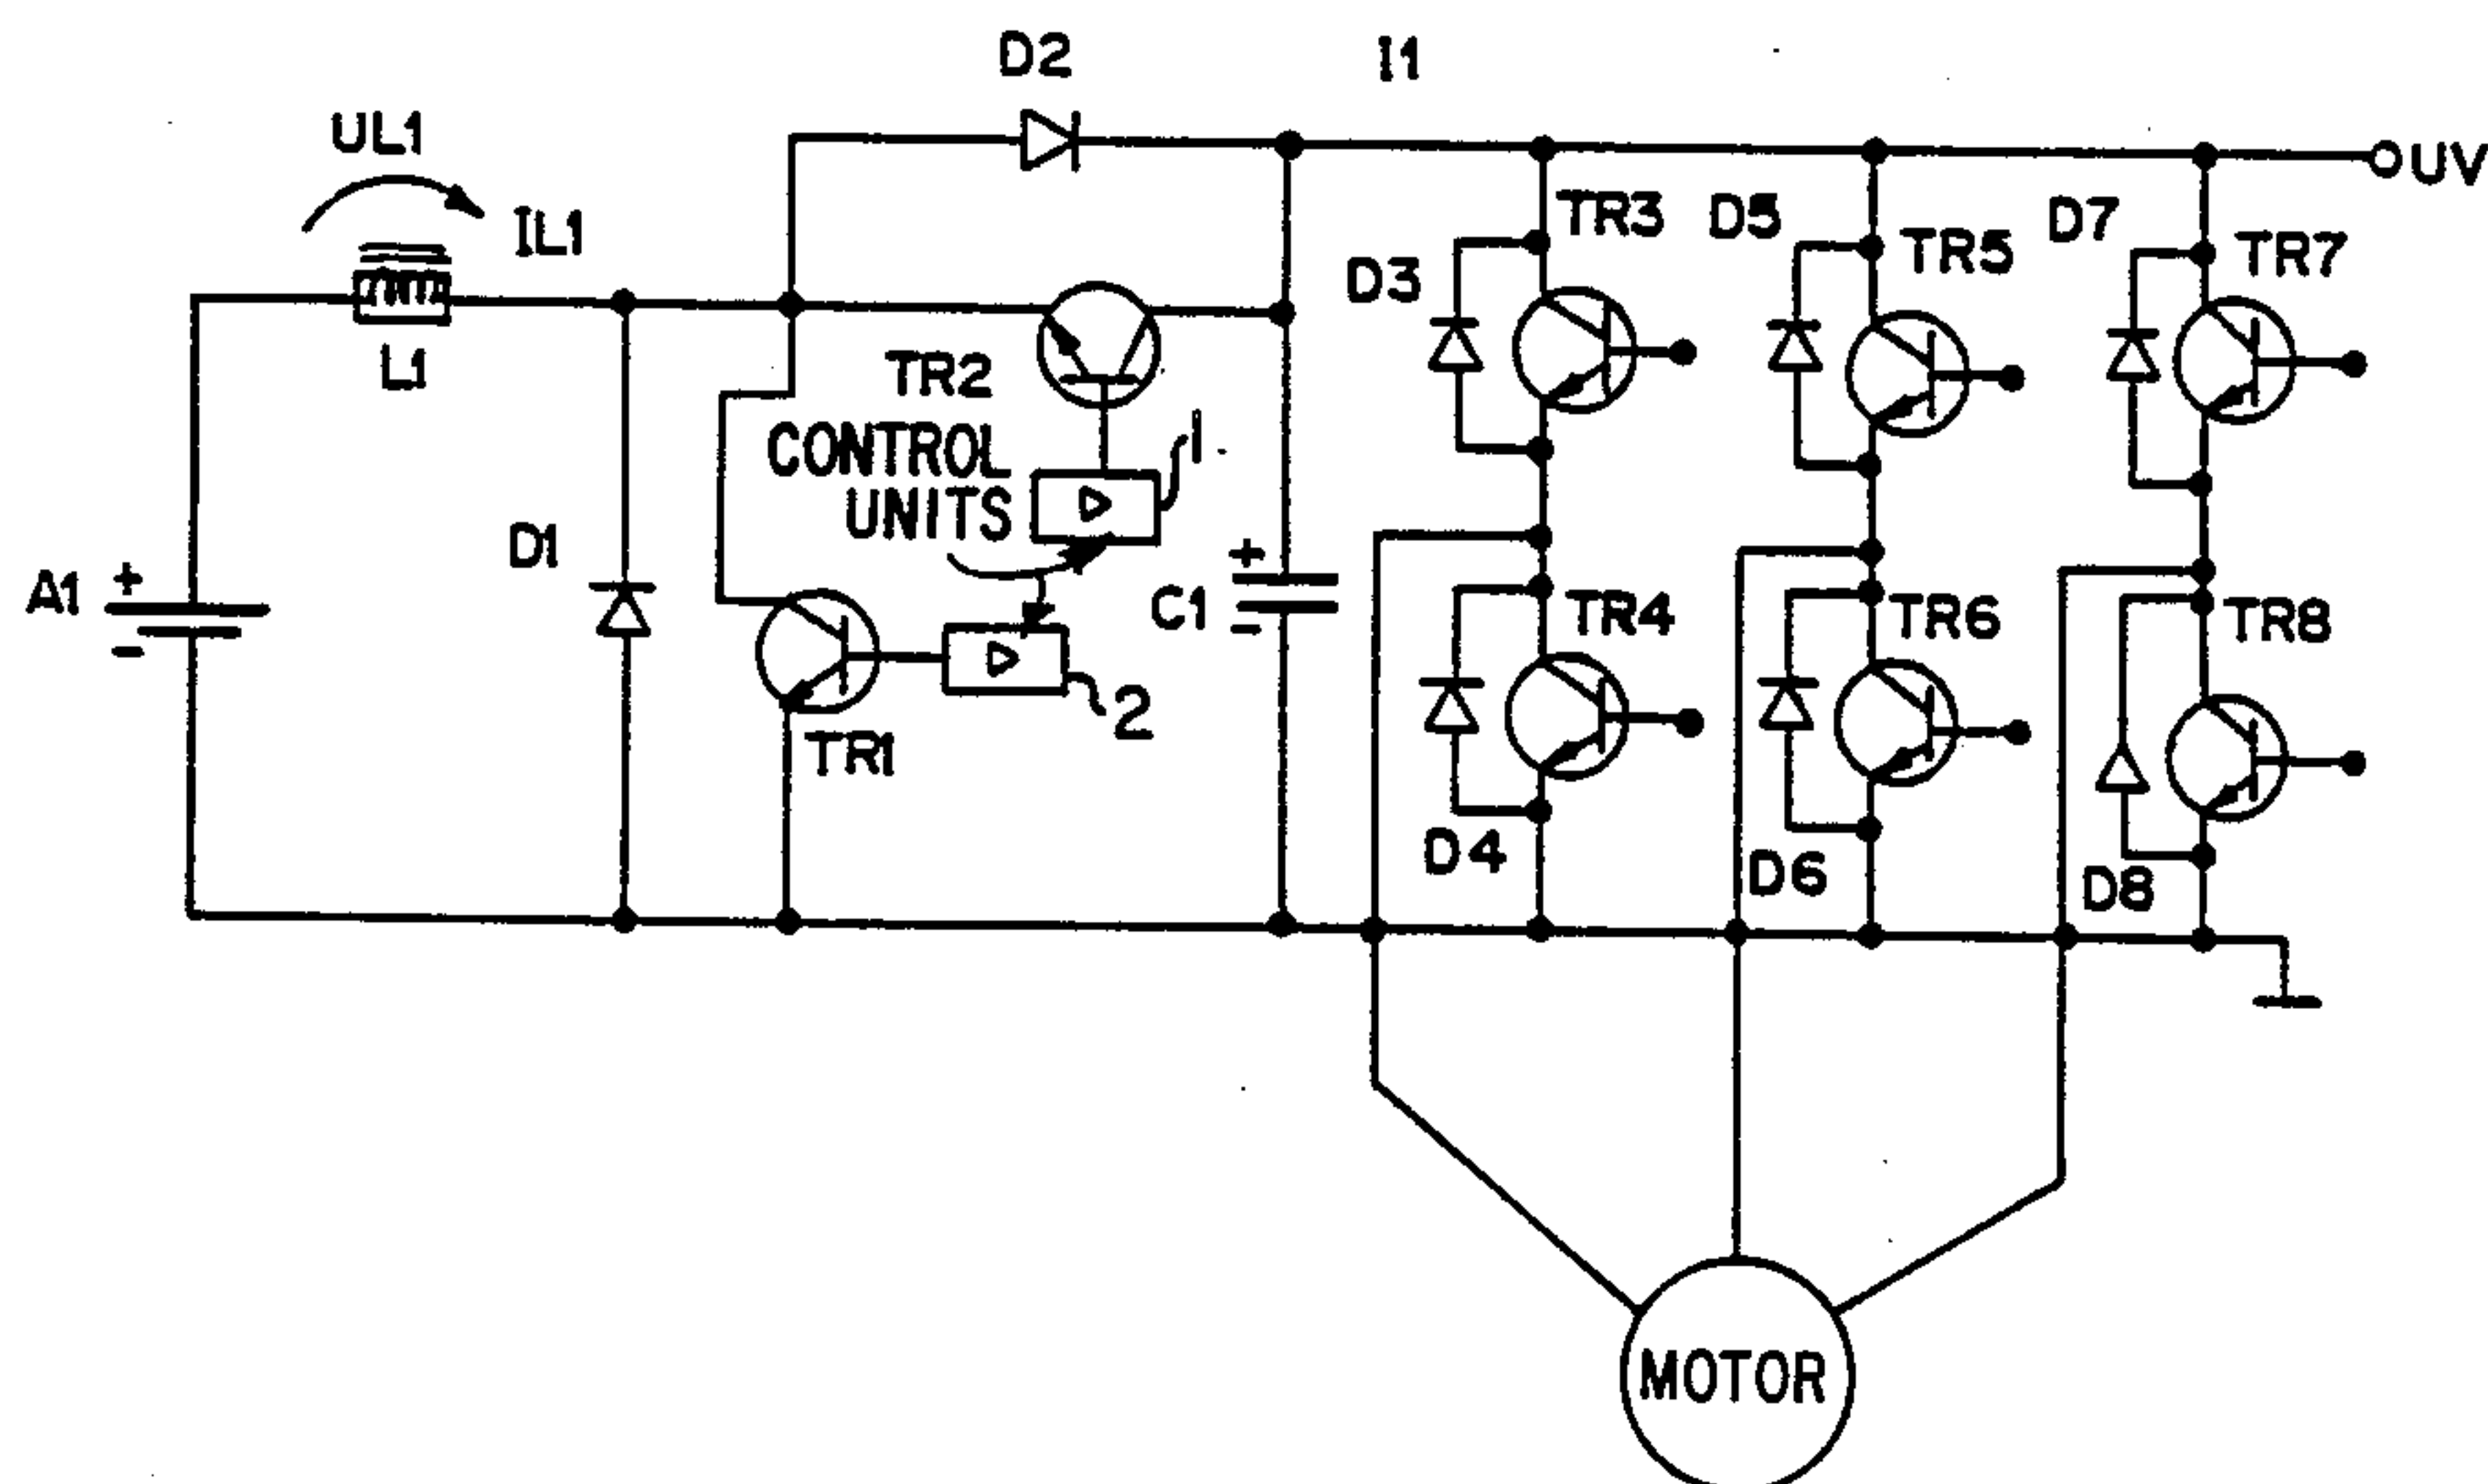 D2
I1
UL1
IL1
L1
UV
TR3
D5
D7
TR5
TR7
D3
TR2
CONTROL
UNITS
1
D1
A1
+
-
+
C1
-
TR4
TR6
TR8
2
TR1
D4
D6
D8
MOTOR